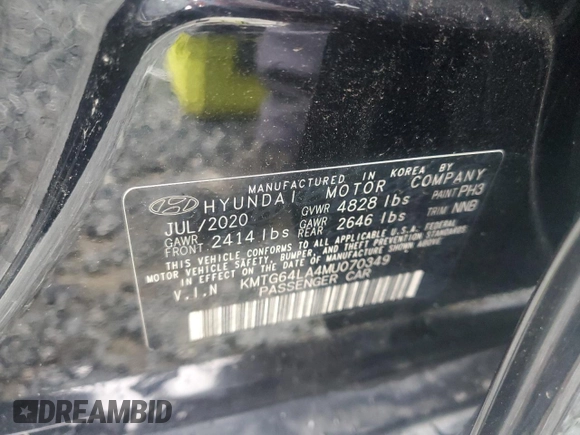 MANUFACTURED IN KOREA BY
HYUNDAI MOTOR COMPANY
JUL/2020 GVWR 4828 lbs PAINT PH3
GAWR FRONT 2414 lbs GAWR REAR 2646 lbs TRIM NNB
THIS VEHICLE CONFORMS TO ALL APPLICABLE U.S. FEDERAL
MOTOR VEHICLE SAFETY, BUMPER, AND THEFT PREVENTION STANDARDS
IN EFFECT ON THE DATE OF MANUFACTURE SHOWN ABOVE.
V.I.N KMTG64LA4MU070349
PASSENGER CAR
DREAMBID